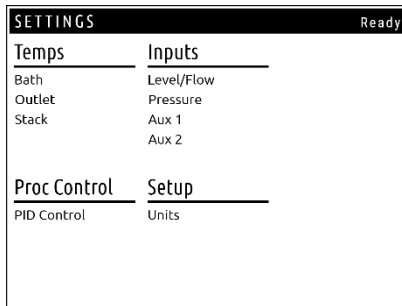 SETTINGS Ready
Temps Inputs
Bath Level/Flow
Outlet Pressure
Stack Aux 1
Aux 2
Proc Control Setup
PID Control Units